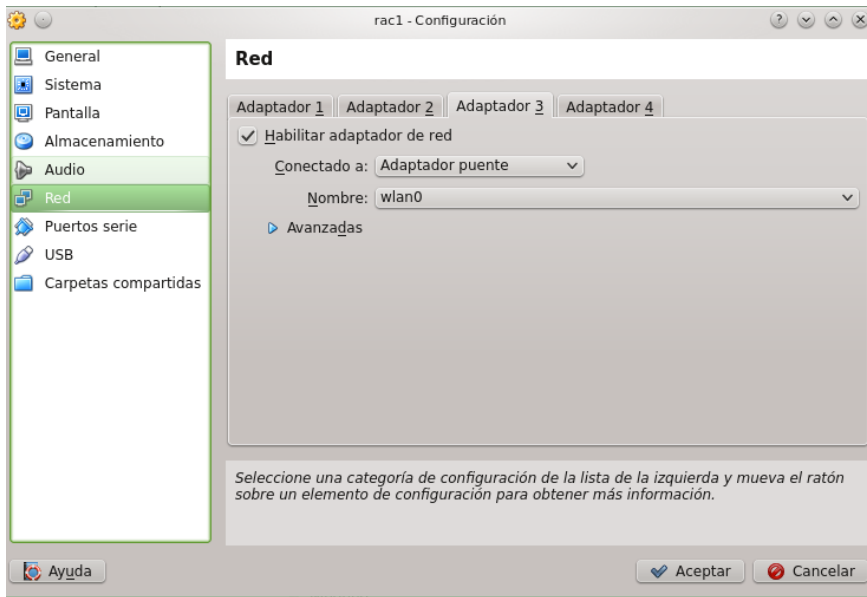 rac1 - Configuración
General
Sistema
Pantalla
Almacenamiento
Audio
Red
Puertos serie
USB
Carpetas compartidas
Red
Adaptador 1 Adaptador 2 Adaptador 3 Adaptador 4
Habilitar adaptador de red
Conectado a: Adaptador puente
Nombre: wlan0
Avanzadas
Seleccione una categoría de configuración de la lista de la izquierda y mueva el ratón
sobre un elemento de configuración para obtener más información.
Ayuda Aceptar Cancelar